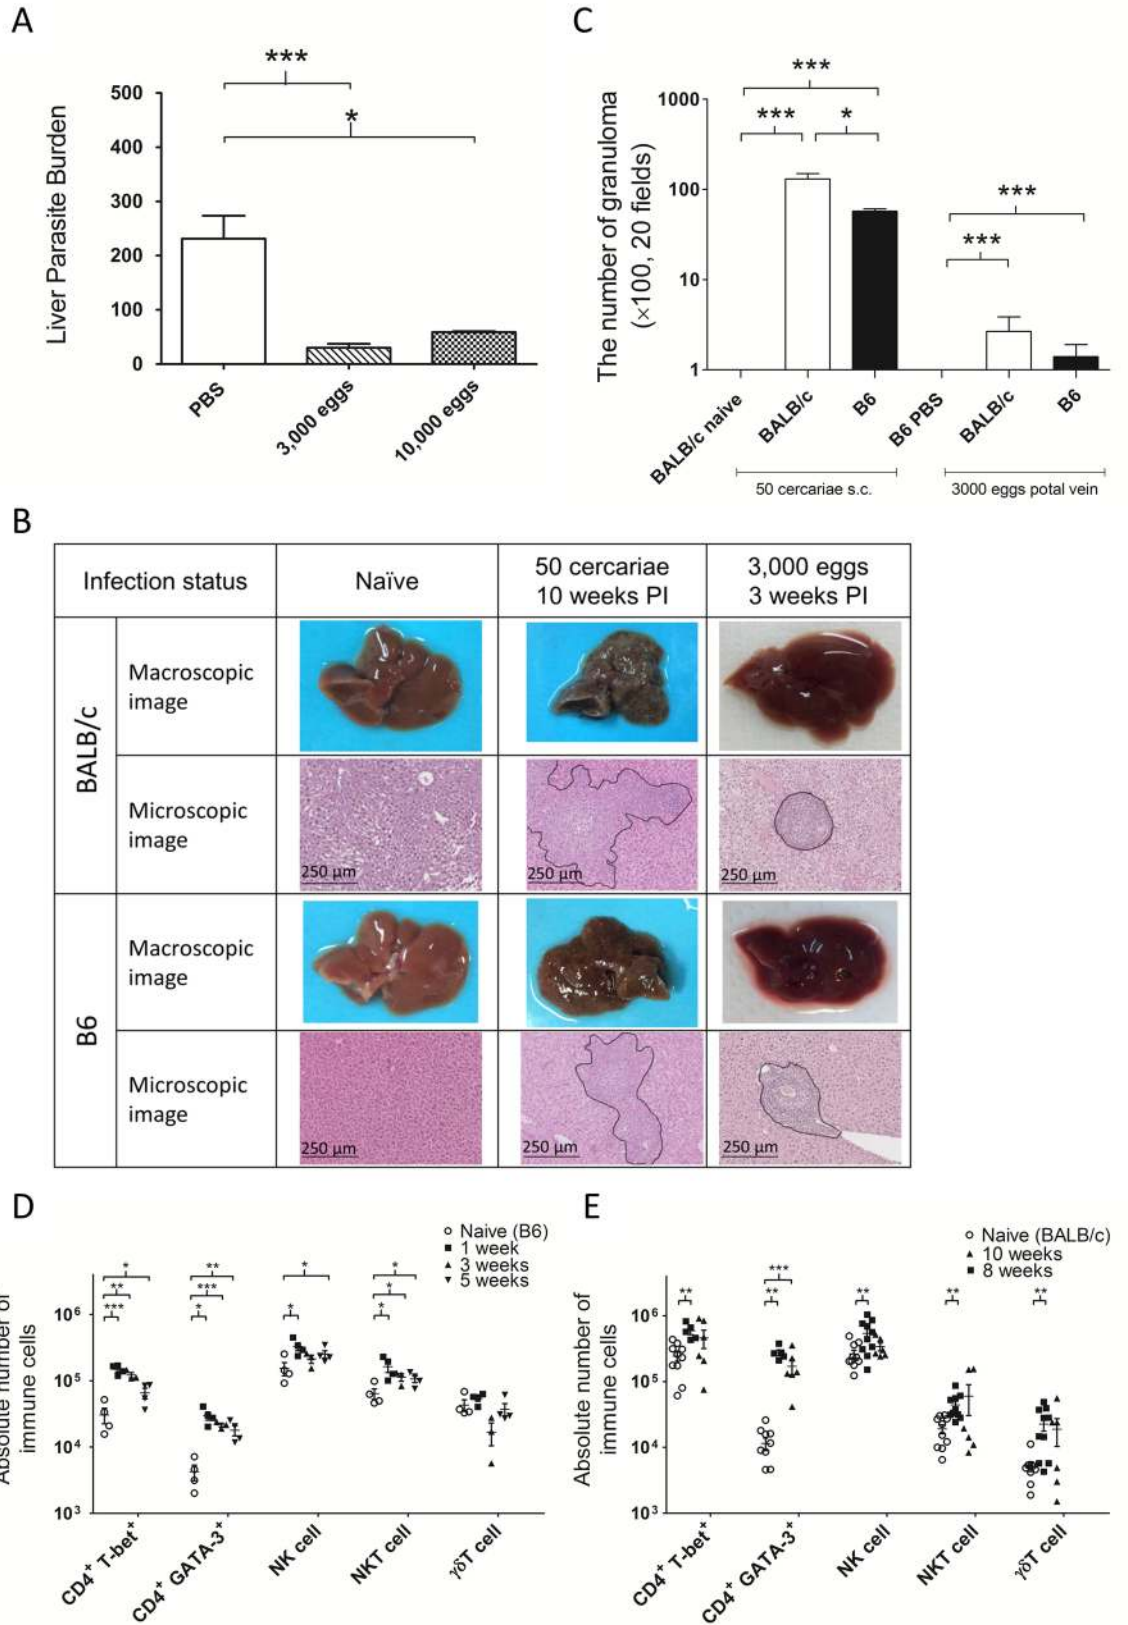 A
***
*
500
400
300
200
100
0
Liver Parasite Burden
PBS
3,000 eggs
10,000 eggs
C
***
***
*
***
***
1000
100
10
1
The number of granuloma
(×100, 20 fields)
BALB/c naive
BALB/c
B6
B6 PBS
BALB/c
B6
50 cercariae s.c.
3000 eggs potal vein
B
Infection status
Naïve
50 cercariae
10 weeks PI
3,000 eggs
3 weeks PI
BALB/c
Macroscopic
image
Microscopic
image
250 µm
250 µm
250 µm
B6
Macroscopic
image
Microscopic
image
250 µm
250 µm
250 µm
D
Naive (B6)
1 week
3 weeks
5 weeks
*
**
***
**
***
*
*
*
*
*
*
10⁶
10⁵
10⁴
10³
Absolute number of
immune cells
CD4⁺ T-bet⁺
CD4⁺ GATA-3⁺
NK cell
NKT cell
γδT cell
E
Naive (BALB/c)
10 weeks
8 weeks
**
***
**
**
**
**
10⁶
10⁵
10⁴
10³
Absolute number of
immune cells
CD4⁺ T-bet⁺
CD4⁺ GATA-3⁺
NK cell
NKT cell
γδT cell